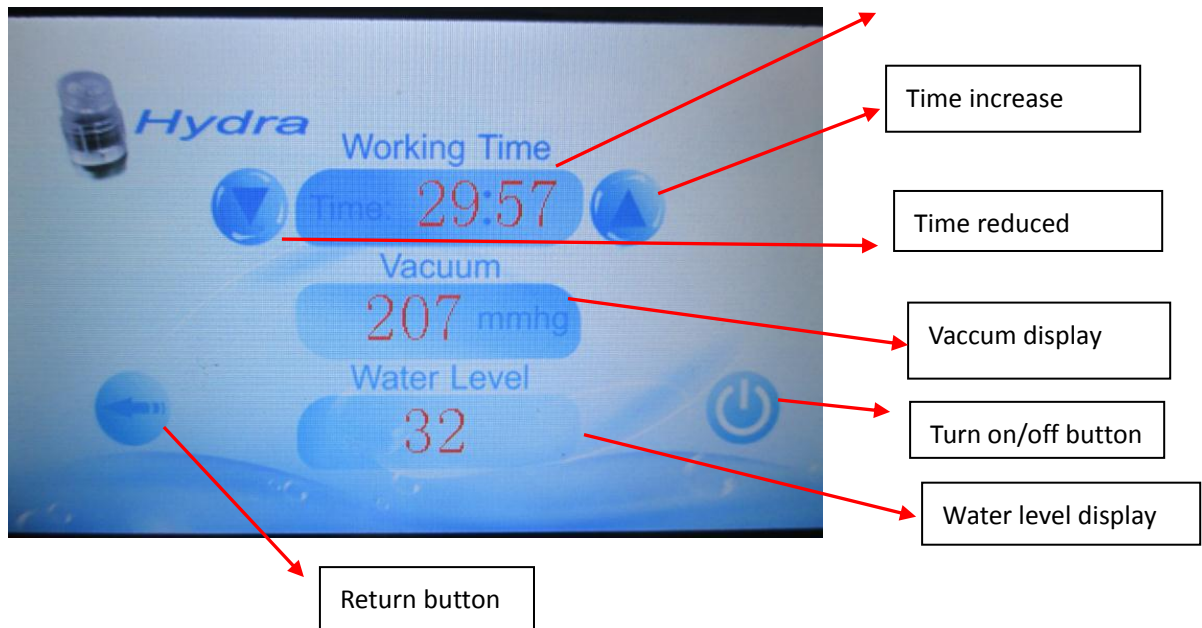 Hydra
Working Time
Time: 29:57
Vacuum
207 mmhg
Water Level
32
Time increase
Time reduced
Vaccum display
Turn on/off button
Water level display
Return button